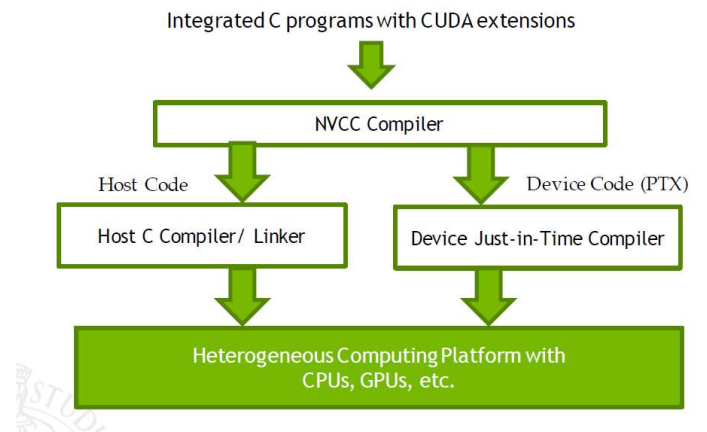 Integrated C programs with CUDA extensions
NVCC Compiler
Host Code
Device Code (PTX)
Host C Compiler/ Linker
Device Just-in-Time Compiler
Heterogeneous Computing Platform with
CPUs, GPUs, etc.
STUD